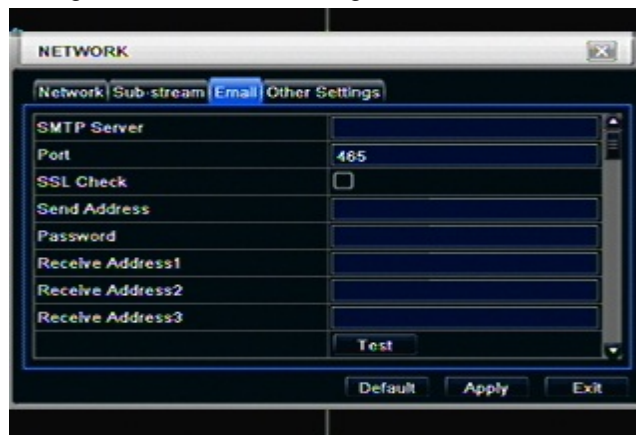 NETWORK
Network Sub-stream Email Other Settings
SMTP Server
Port 465
SSL Check
Send Address
Password
Receive Address1
Receive Address2
Receive Address3
Test
Default Apply Exit